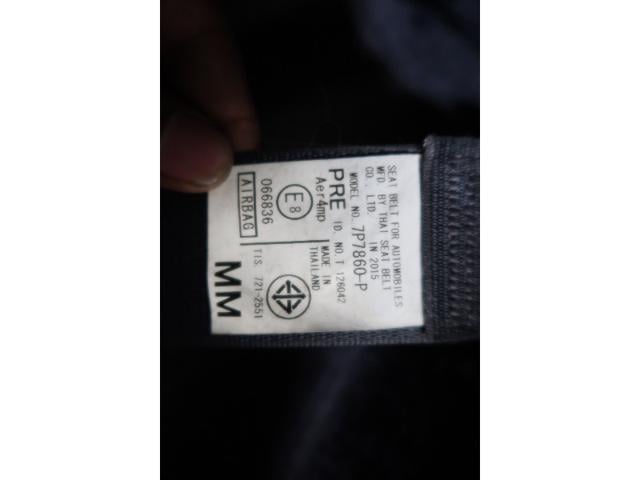 SEAT BELT FOR AUTOMOBILES
MFD. BY THAI SEAT BELT
CO., LTD. IN 2015
MODEL NO. 7P7860-P
PRE ID. NO. T 126042
Aer4mp MADE IN
THAILAND
E8
066836
AIRBAG TIS. 721-2551
MM